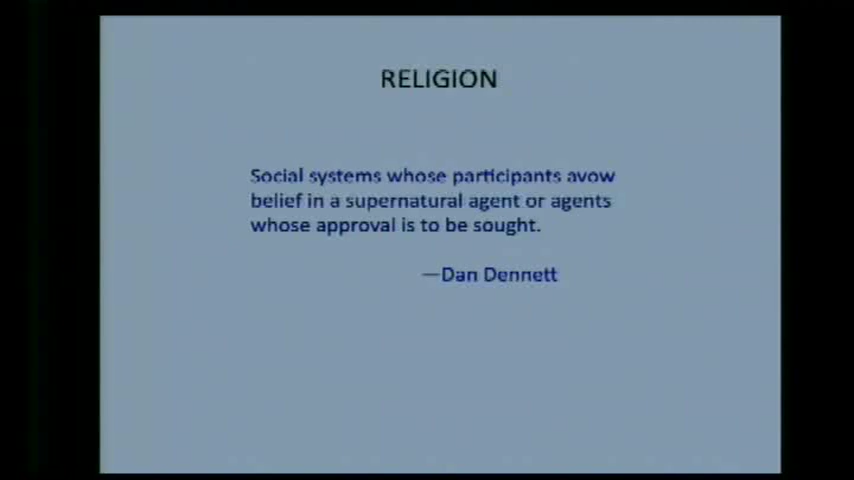 RELIGION
Social systems whose participants avow
belief in a supernatural agent or agents
whose approval is to be sought.
—Dan Dennett